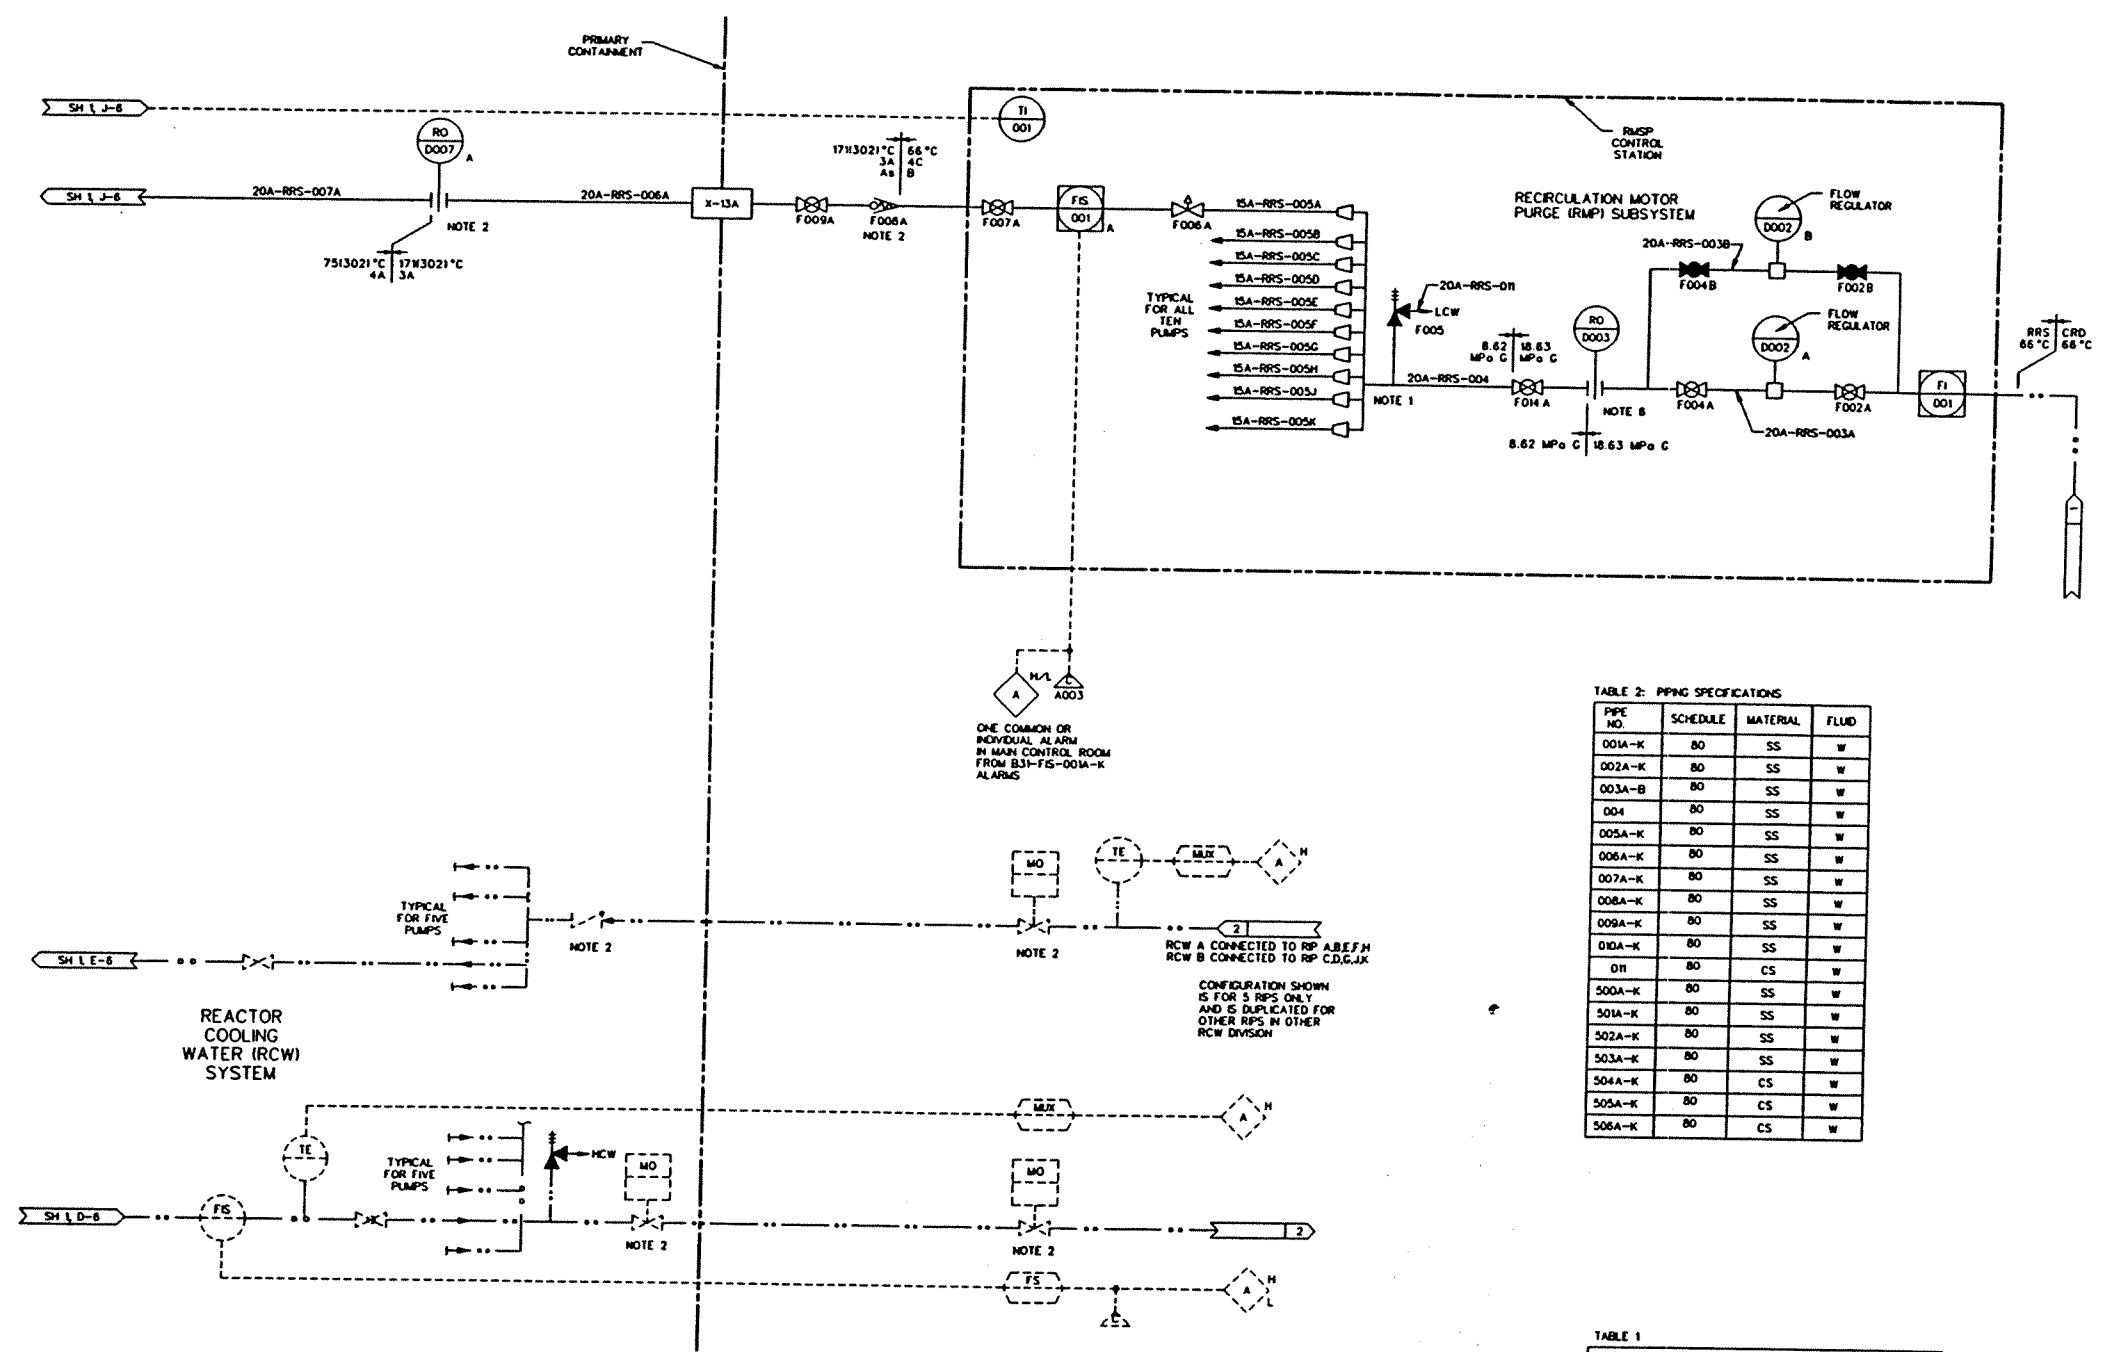 PRIMARY
CONTAINMENT
SH 1, J-6
TI
001
RMSP
CONTROL
STATION
RO
D007
A
171(302)°C
66°C
3A
4C
As
B
SH 1, J-6
20A-RRS-007A
20A-RRS-006A
X-13A
F009A
F008A
NOTE 2
F007A
FIS
001
A
F006A
NOTE 2
75(302)°C
171(302)°C
4A
3A
15A-RRS-005A
15A-RRS-005B
15A-RRS-005C
15A-RRS-005D
15A-RRS-005E
15A-RRS-005F
15A-RRS-005G
15A-RRS-005H
15A-RRS-005J
15A-RRS-005K
TYPICAL
FOR ALL
TEN
PUMPS
RECIRCULATION MOTOR
PURGE (RMP) SUBSYSTEM
D002
B
FLOW
REGULATOR
20A-RRS-003B
F004B
F002B
20A-RRS-011
LCW
F005
RO
D003
D002
A
FLOW
REGULATOR
8.62
MPa G
18.63
MPa G
RRS
66°C
CRD
66°C
20A-RRS-004
NOTE 1
F014A
NOTE 6
F004A
F002A
FI
001
20A-RRS-003A
8.62 MPa G
18.63 MPa G
1
A
H/L
C
A003
ONE COMMON OR
INDIVIDUAL ALARM
IN MAIN CONTROL ROOM
FROM B31-FIS-001A-K
ALARMS
TABLE 2: PIPING SPECIFICATIONS
PIPE NO. SCHEDULE MATERIAL FLUID
001A-K 80 SS W
002A-K 80 SS W
003A-B 80 SS W
004 80 SS W
005A-K 80 SS W
006A-K 80 SS W
007A-K 80 SS W
008A-K 80 SS W
009A-K 80 SS W
010A-K 80 SS W
011 80 CS W
500A-K 80 SS W
501A-K 80 SS W
502A-K 80 SS W
503A-K 80 SS W
504A-K 80 CS W
505A-K 80 CS W
506A-K 80 CS W
TYPICAL
FOR FIVE
PUMPS
NOTE 2
MO
NOTE 2
TE
MUX
A
H
2
RCW A CONNECTED TO RIP A,B,E,F,H
RCW B CONNECTED TO RIP C,D,G,J,K
CONFIGURATION SHOWN
IS FOR 5 RIPS ONLY
AND IS DUPLICATED FOR
OTHER RIPS IN OTHER
RCW DIVISION
SH 1, E-6
REACTOR
COOLING
WATER (RCW)
SYSTEM
MUX
A
H
TE
TYPICAL
FOR FIVE
PUMPS
HCW
MO
MO
SH 1, D-6
FIS
NOTE 2
NOTE 2
2
FS
A
H
L
C
TABLE 1